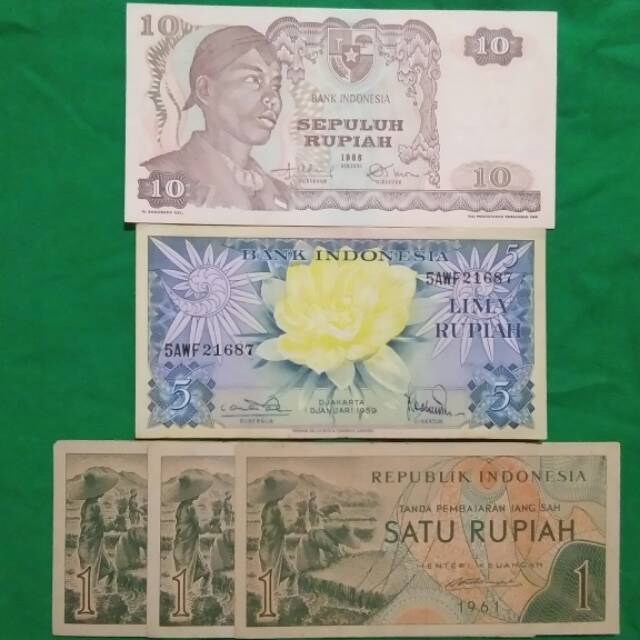 10
10
BANK INDONESIA
SEPULUH
RUPIAH
1968
10
10
BANK INDONESIA
5
5AWF21687
LIMA
RUPIAH
5AWF21687
5
DJAKARTA
1 DJANUARI 1959
5
REPUBLIK INDONESIA
TANDA PEMBAJARAN JANG SAH
SATU RUPIAH
MENTERI KEUANGAN
1
1
1
1961
1